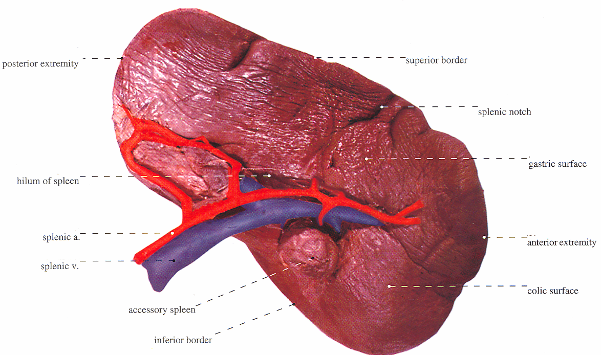 posterior extremity
superior border
splenic notch
gastric surface
hilum of spleen
splenic a.
anterior extremity
splenic v.
colic surface
accessory spleen
inferior border